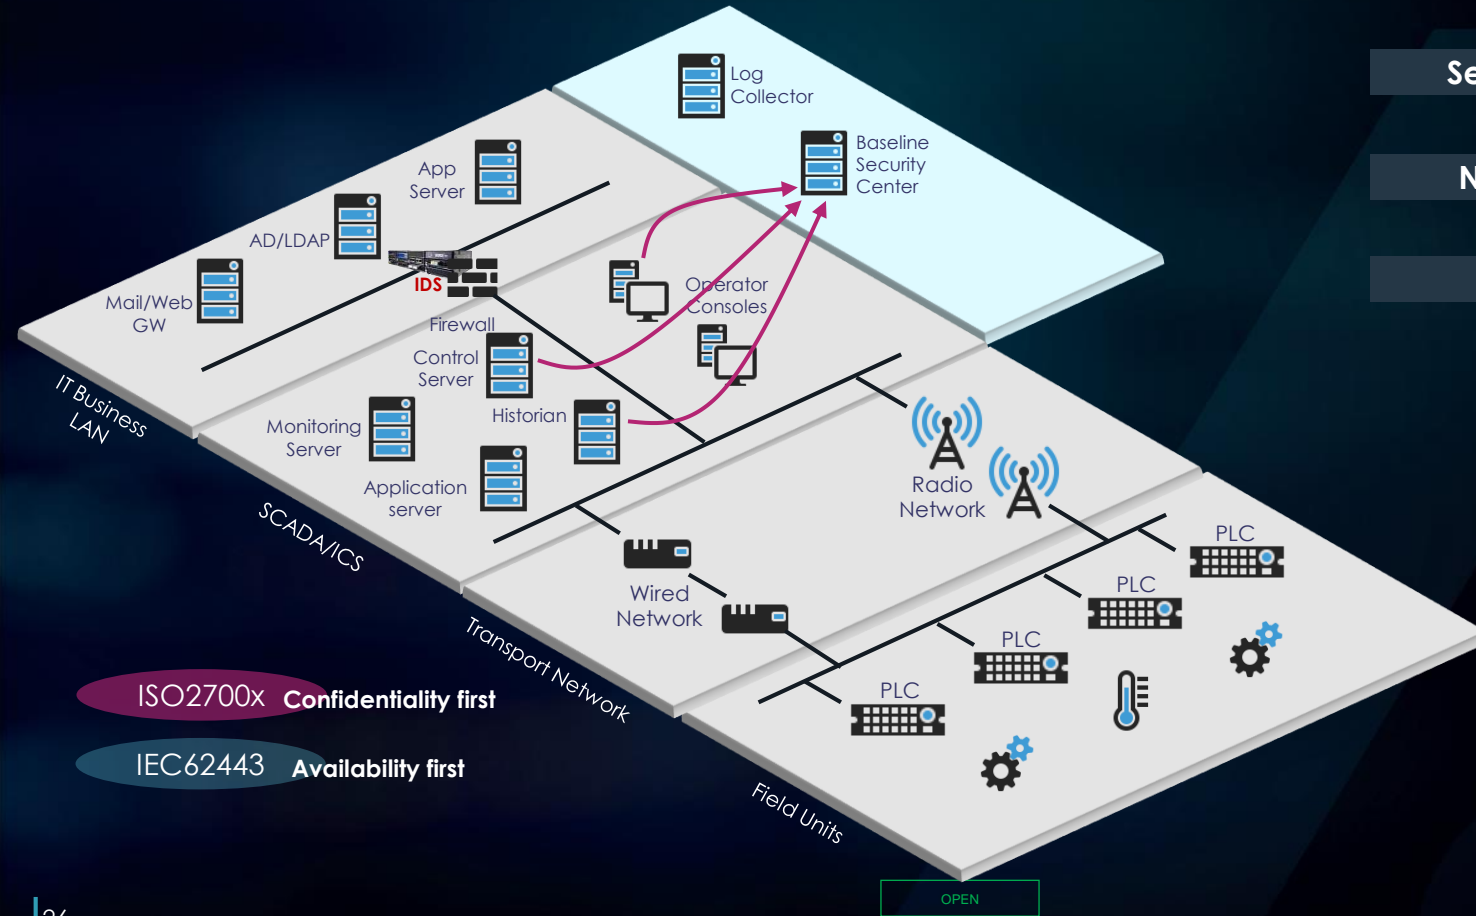 Log
Collector
Baseline
Security
Center
App
Server
AD/LDAP
Mail/Web
GW
IDS
Firewall
Operator
Consoles
Control
Server
Historian
Monitoring
Server
Application
server
IT Business
LAN
SCADA/ICS
Radio
Network
Wired
Network
Transport Network
PLC
PLC
PLC
PLC
Field Units
ISO2700x Confidentiality first
IEC62443 Availability first
OPEN